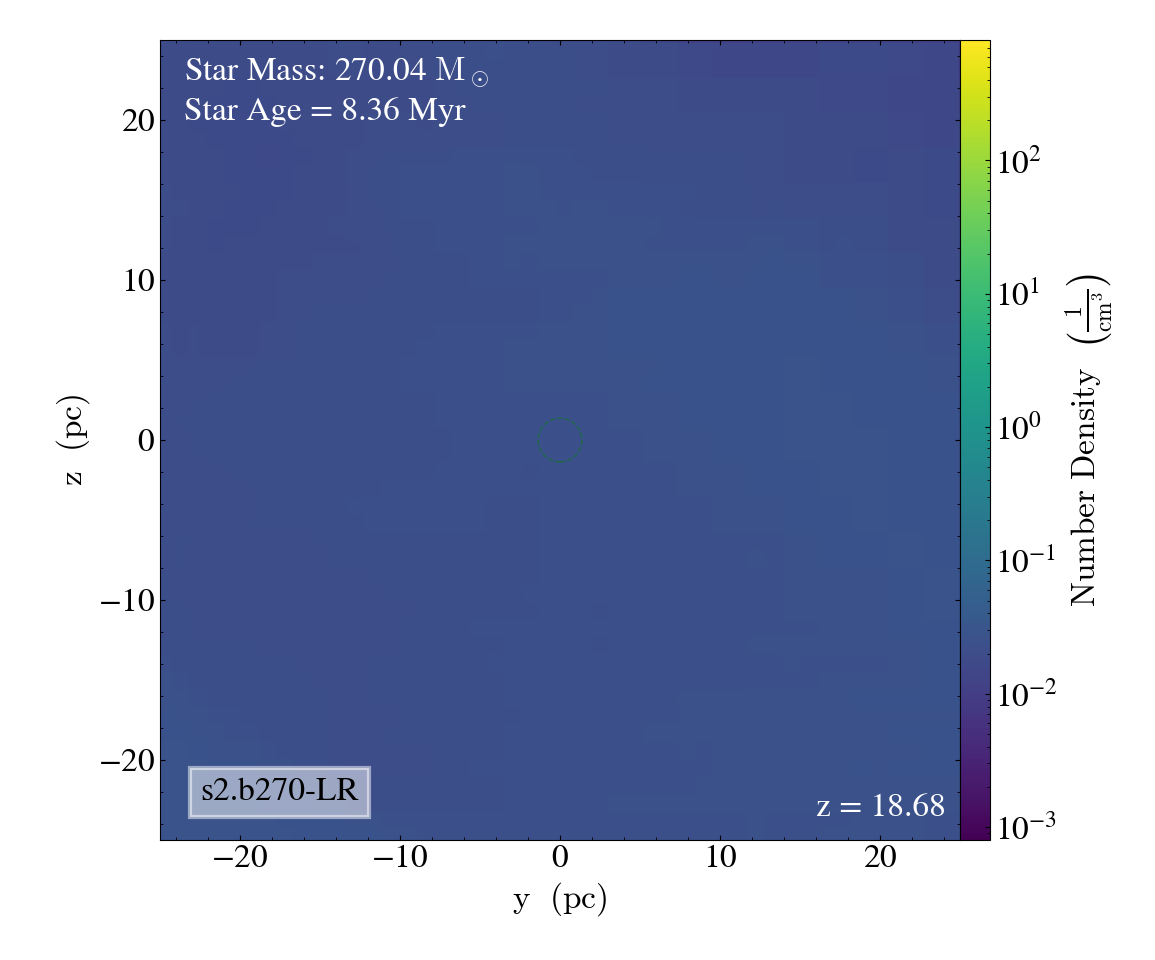 Star Mass: 270.04 M⊙
Star Age = 8.36 Myr
s2.b270-LR
z = 18.68
20
10
0
−10
−20
z (pc)
−20 −10 0 10 20
y (pc)
10²
10¹
10⁰
10⁻¹
10⁻²
10⁻³
Number Density (1/cm³)